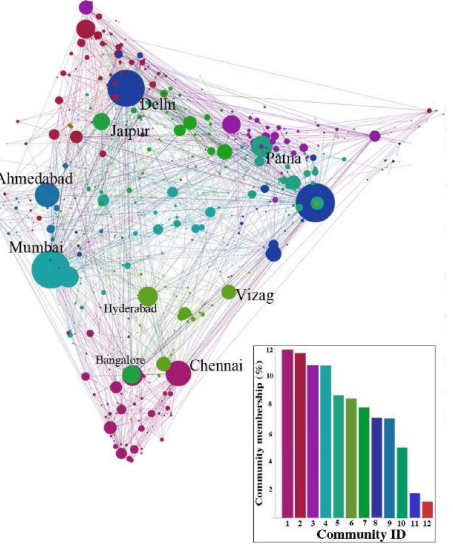 Delhi
Jaipur
Patna
Ahmedabad
Mumbai
Hyderabad
Vizag
Bangalore
Chennai
Community membership (%)
12
10
8
6
4
2
1 2 3 4 5 6 7 8 9 10 11 12
Community ID